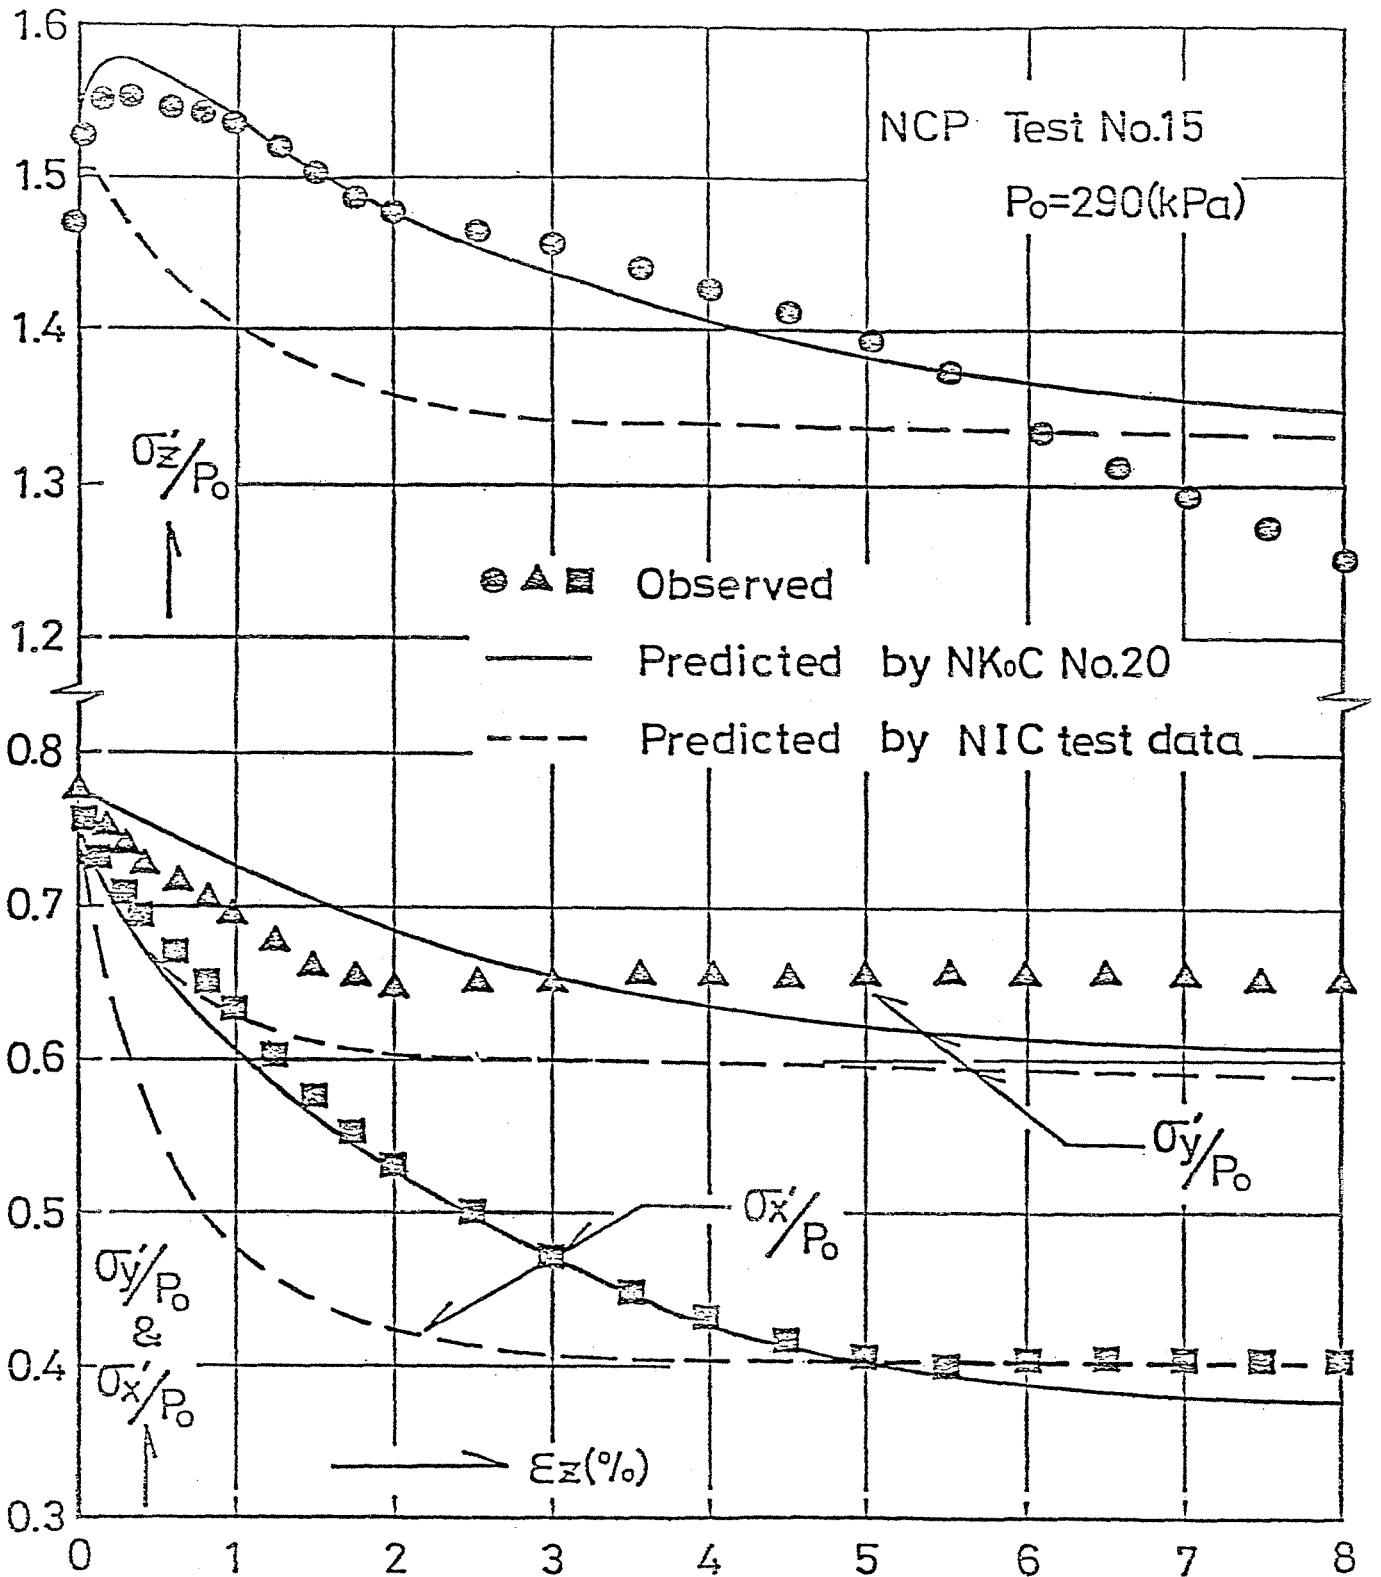 1.6
NCP Test No.15
1.5
Po=290(kPa)
1.4
σz'/Po
1.3
Observed
1.2
Predicted by NKoC No.20
0.8
Predicted by NIC test data
0.7
0.6
σy'/Po
0.5
σx'/Po
σy'/Po
&
0.4
σx'/Po
εz(%)
0.3
0 1 2 3 4 5 6 7 8